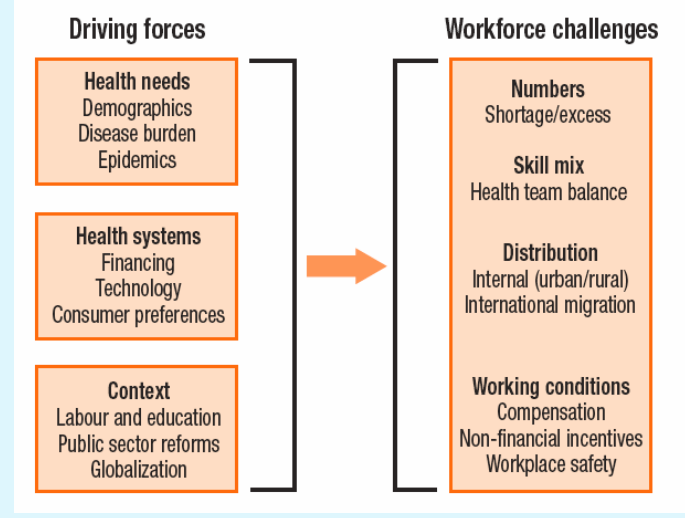 Driving forces
Health needs
Demographics
Disease burden
Epidemics
Health systems
Financing
Technology
Consumer preferences
Context
Labour and education
Public sector reforms
Globalization
Workforce challenges
Numbers
Shortage/excess
Skill mix
Health team balance
Distribution
Internal (urban/rural)
International migration
Working conditions
Compensation
Non-financial incentives
Workplace safety